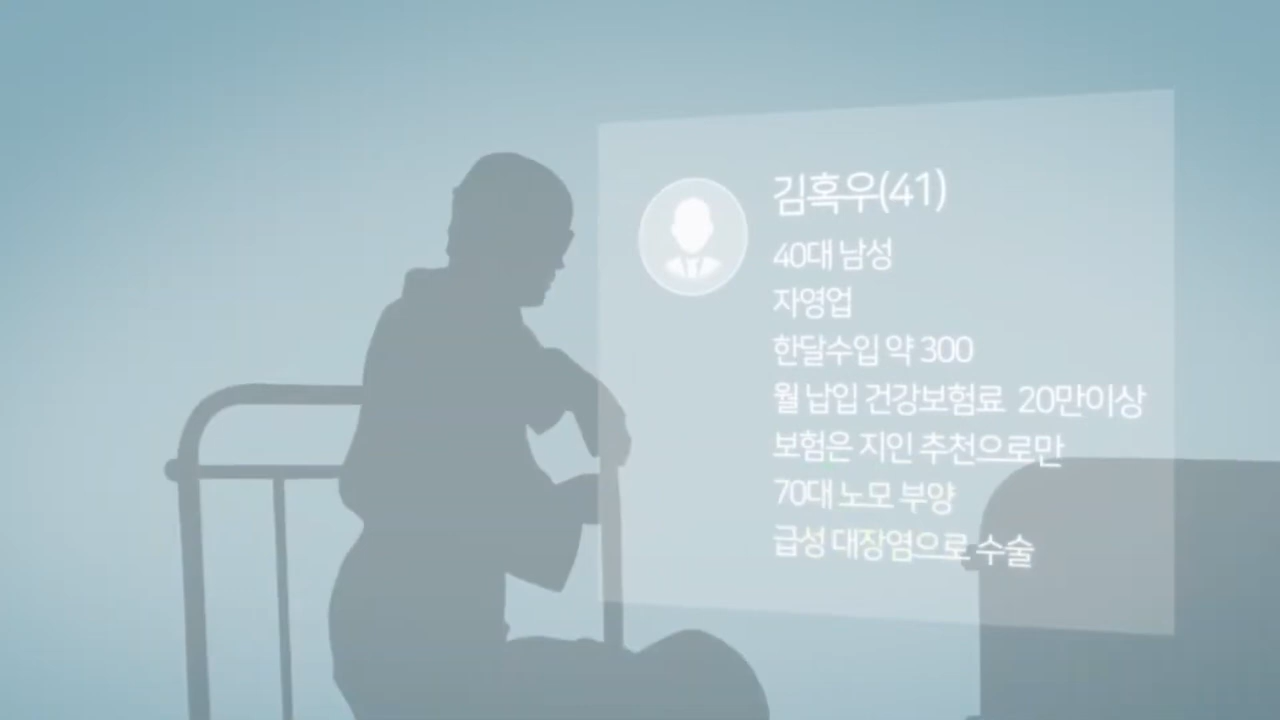 김혹우(41)
40대 남성
자영업
한달수입 약 300
월 납입 건강보험료 20만이상
보험은 지인 추천으로만
70대 노모 부양
급성 대장염으로 수술